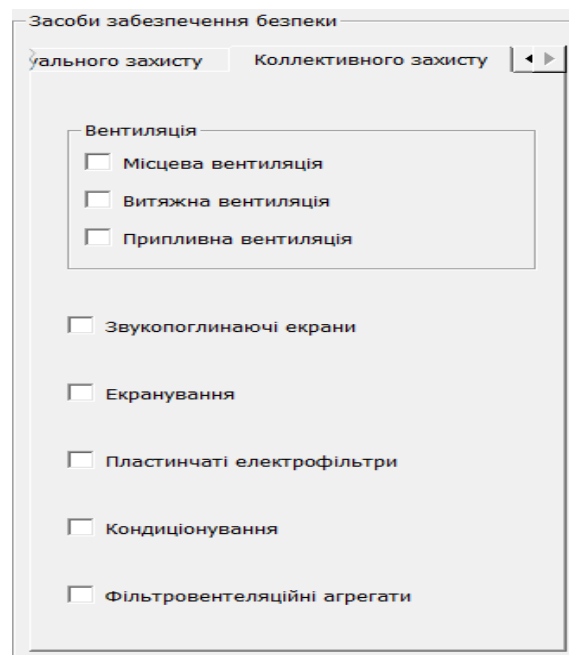 Засоби забезпечення безпеки
уального захисту Коллективного захисту
Вентиляція
Місцева вентиляція
Витяжна вентиляція
Припливна вентиляція
Звукопоглинаючі екрани
Екранування
Пластинчаті електрофільтри
Кондиціонування
Фільтровентеляційні агрегати